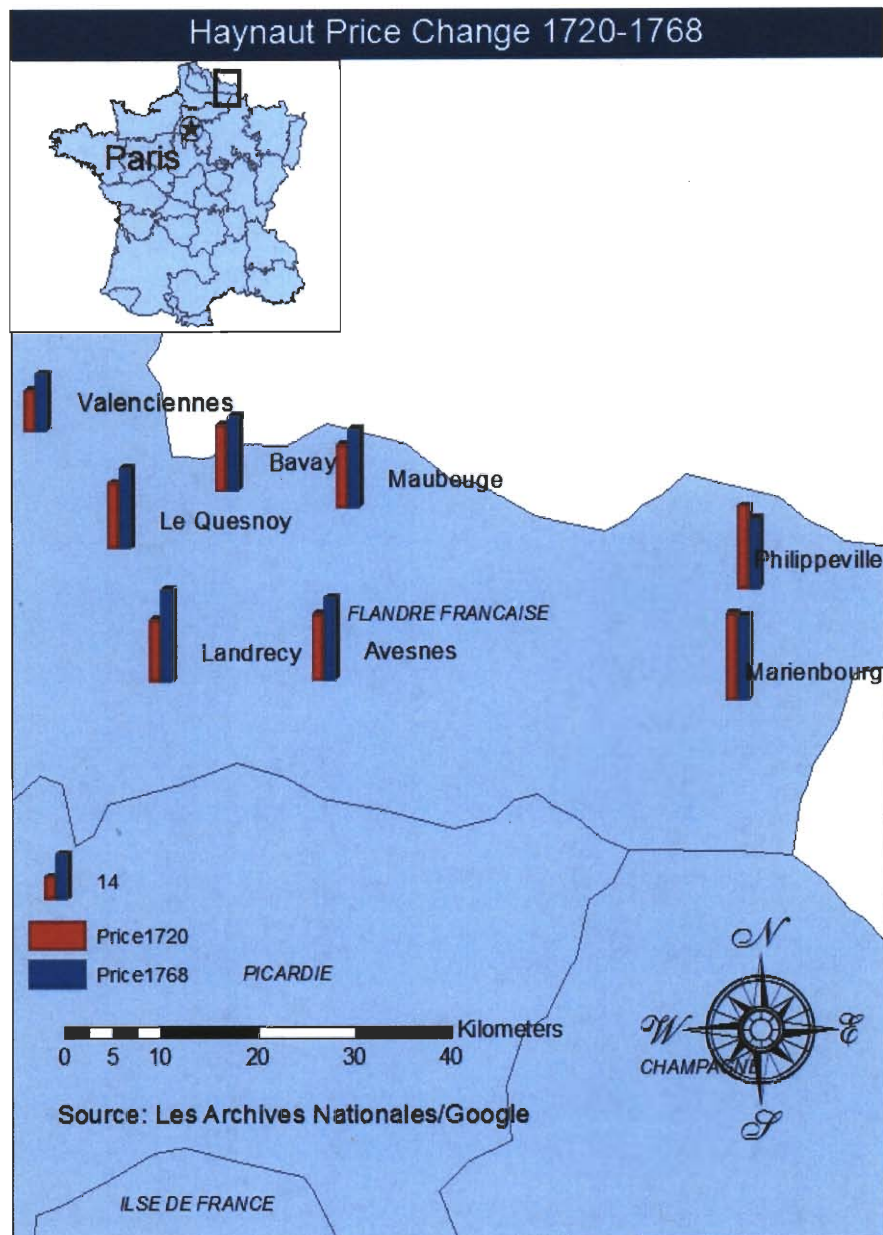 Haynaut Price Change 1720-1768
Paris
Valenciennes
Bavay
Maubeuge
Le Quesnoy
Philippeville
FLANDRE FRANCAISE
Landrecy
Avesnes
Marienbourg
14
Price1720
Price1768
PICARDIE
N
W
E
S
CHAMPAGNE
Kilometers
0 5 10 20 30 40
Source: Les Archives Nationales/Google
ILSE DE FRANCE